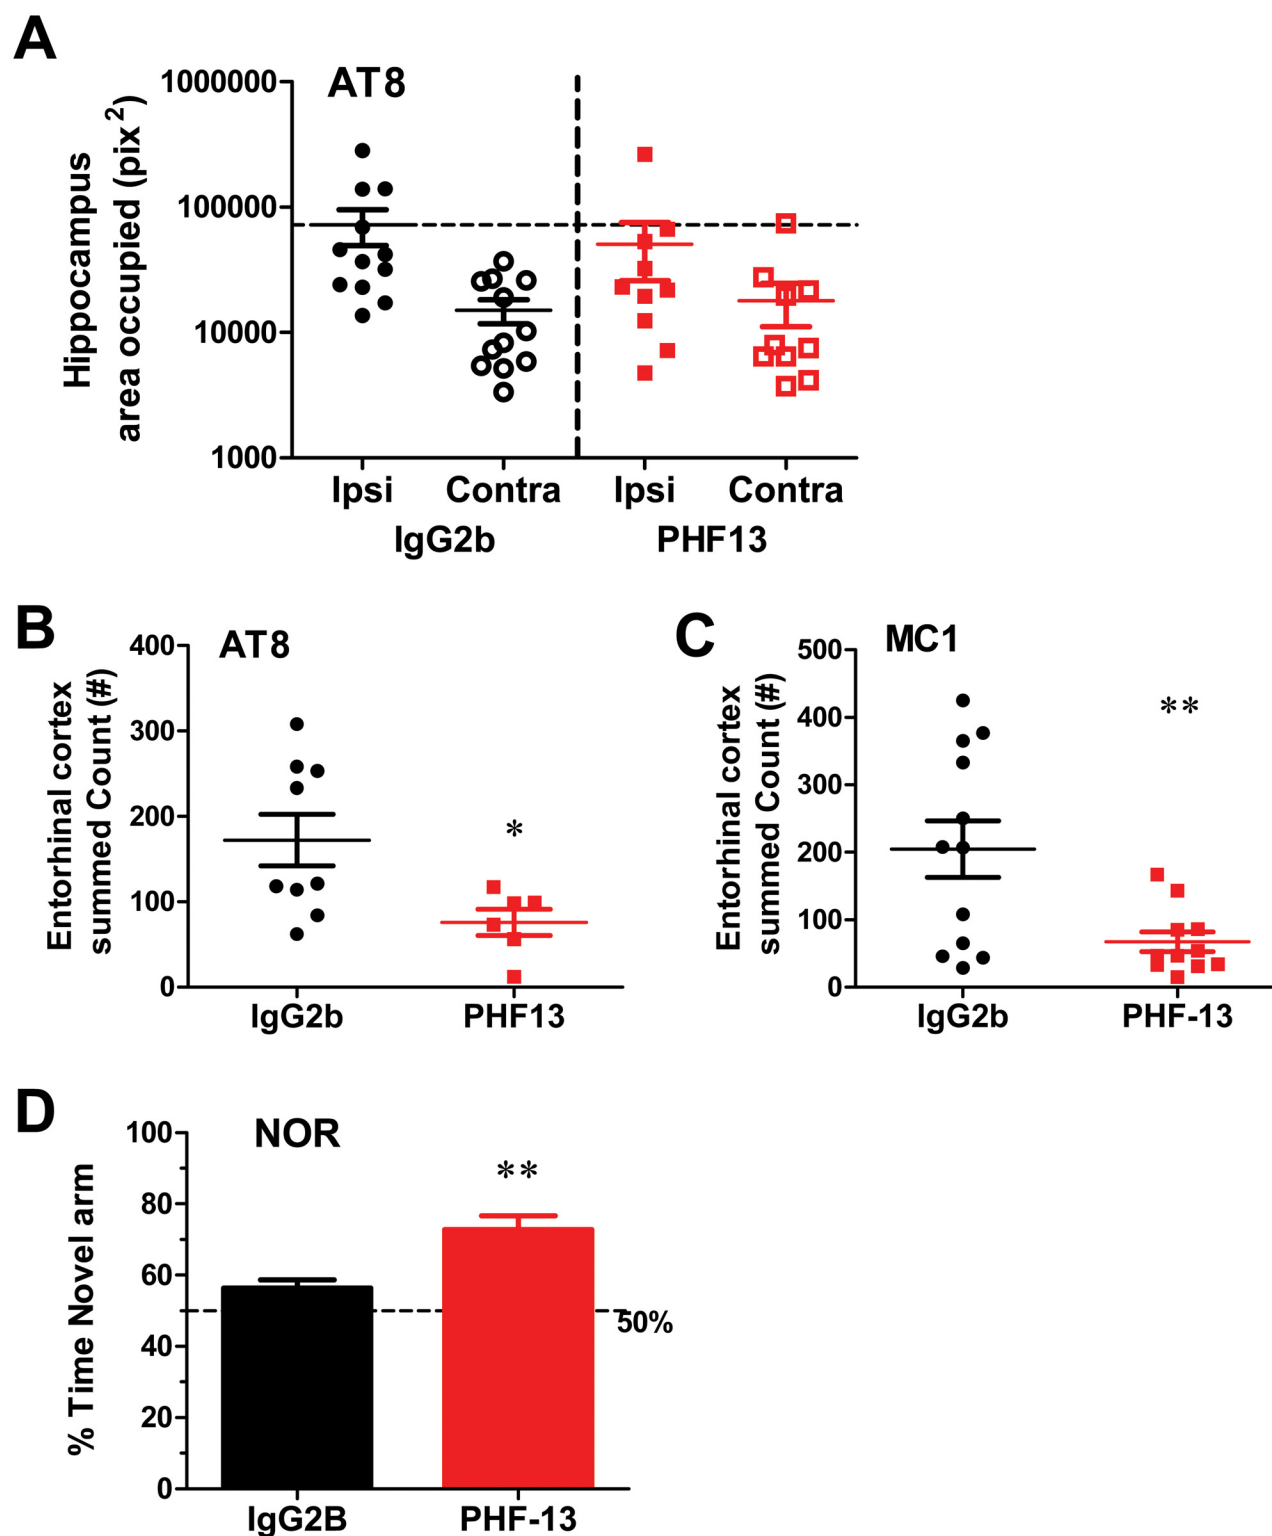 A
AT8
Hippocampus
area occupied (pix²)
1000000
100000
10000
1000
Ipsi Contra Ipsi Contra
IgG2b PHF13
B
AT8
Entorhinal cortex
summed Count (#)
400
300
200
100
0
*
IgG2b PHF13
C
MC1
Entorhinal cortex
summed Count (#)
500
400
300
200
100
0
**
IgG2b PHF-13
D
NOR
% Time Novel arm
100
80
60
40
20
0
**
50%
IgG2B PHF-13